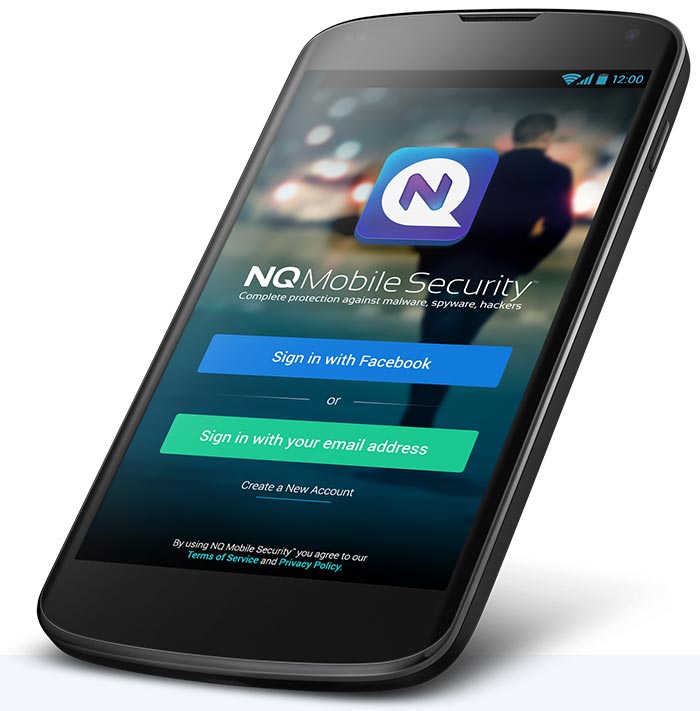 12:00
N
NQ Mobile Security™
Complete protection against malware, spyware, hackers
Sign in with Facebook
or
Sign in with your email address
Create a New Account
By using NQ Mobile Security™ you agree to our
Terms of Service and Privacy Policy.